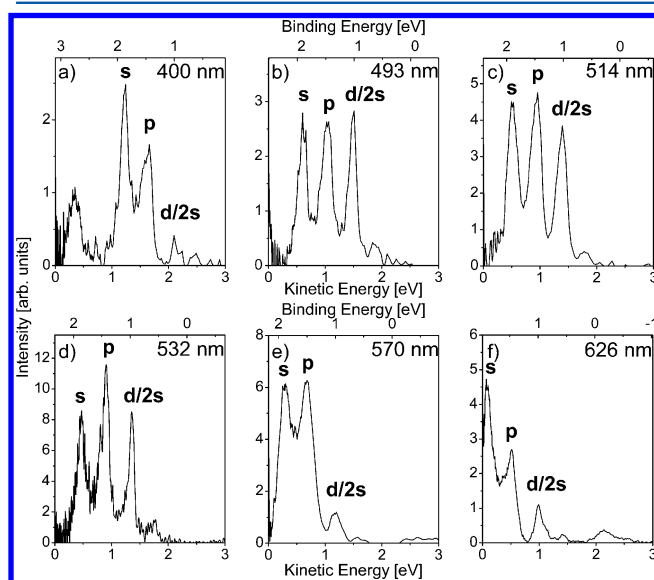 Binding Energy [eV]
3 2 1 2 1 0 2 1 0
a) 400 nm b) 493 nm c) 514 nm
s p d/2s
s p d/2s
s p d/2s
2 1 0
3 2 1 0
5 4 3 2 1 0
0 1 2 3 0 1 2 3 0 1 2 3
Kinetic Energy [eV]
Intensity [arb. units]
Binding Energy [eV]
2 1 0 2 1 0 1 0 -1
d) 532 nm e) 570 nm f) 626 nm
s p d/2s
s p d/2s
s p d/2s
12 10 8 6 4 2 0
8 6 4 2 0
6 5 4 3 2 1 0
0 1 2 3 0 1 2 3 0 1 2 3
Kinetic Energy [eV]